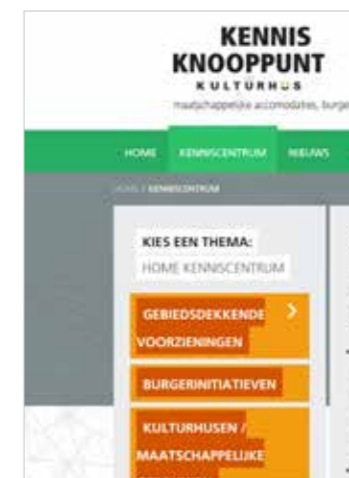 KENNIS
KNOOPPUNT
KULTURHUS
maatschappelijke accomodaties, burge
HOME KENNISCENTRUM NIEUWS
HOME / KENNISCENTRUM
KIES EEN THEMA:
HOME KENNISCENTRUM
GEBIEDSDEKKENDE
VOORZIENINGEN
BURGERINITIATIEVEN
KULTURHUSEN /
MAATSCHAPPELIJKE